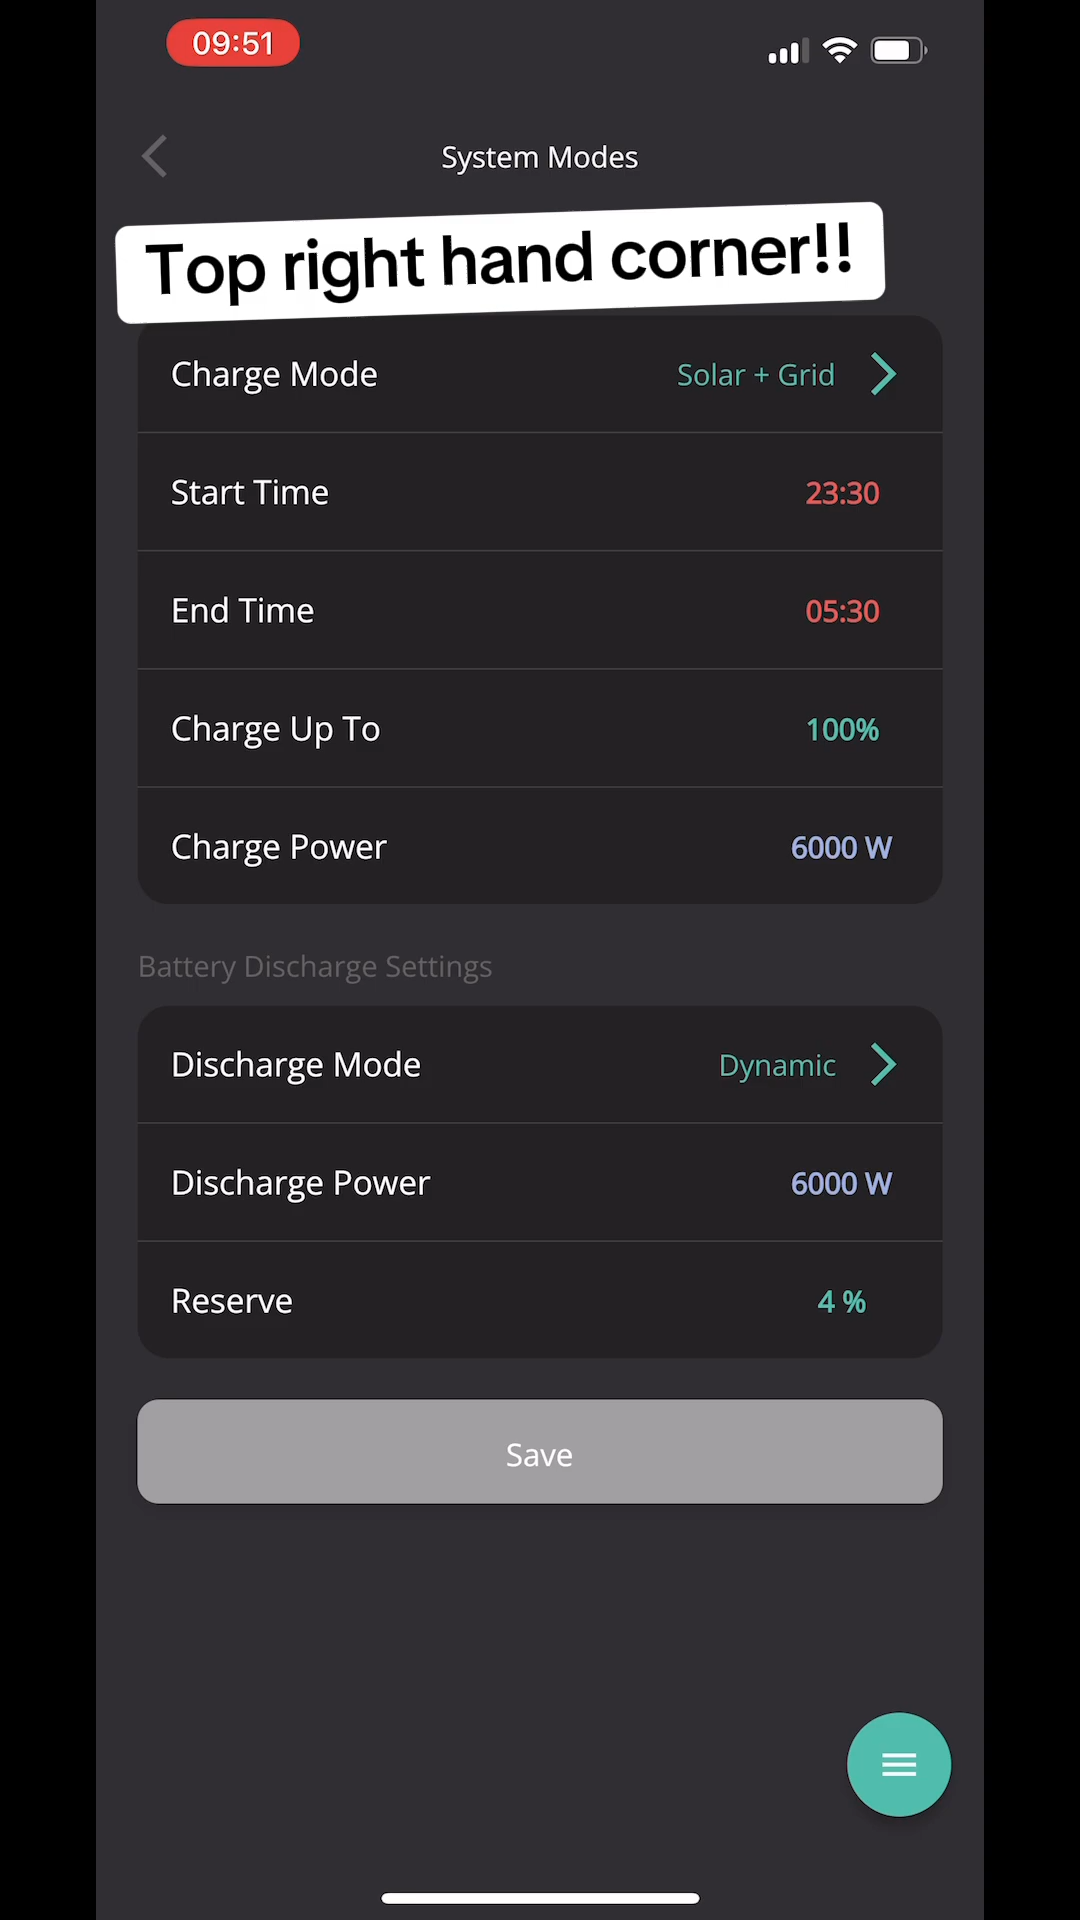 09:51
System Modes
Top right hand corner!!
Charge Mode Solar + Grid
Start Time 23:30
End Time 05:30
Charge Up To 100%
Charge Power 6000 W
Battery Discharge Settings
Discharge Mode Dynamic
Discharge Power 6000 W
Reserve 4 %
Save